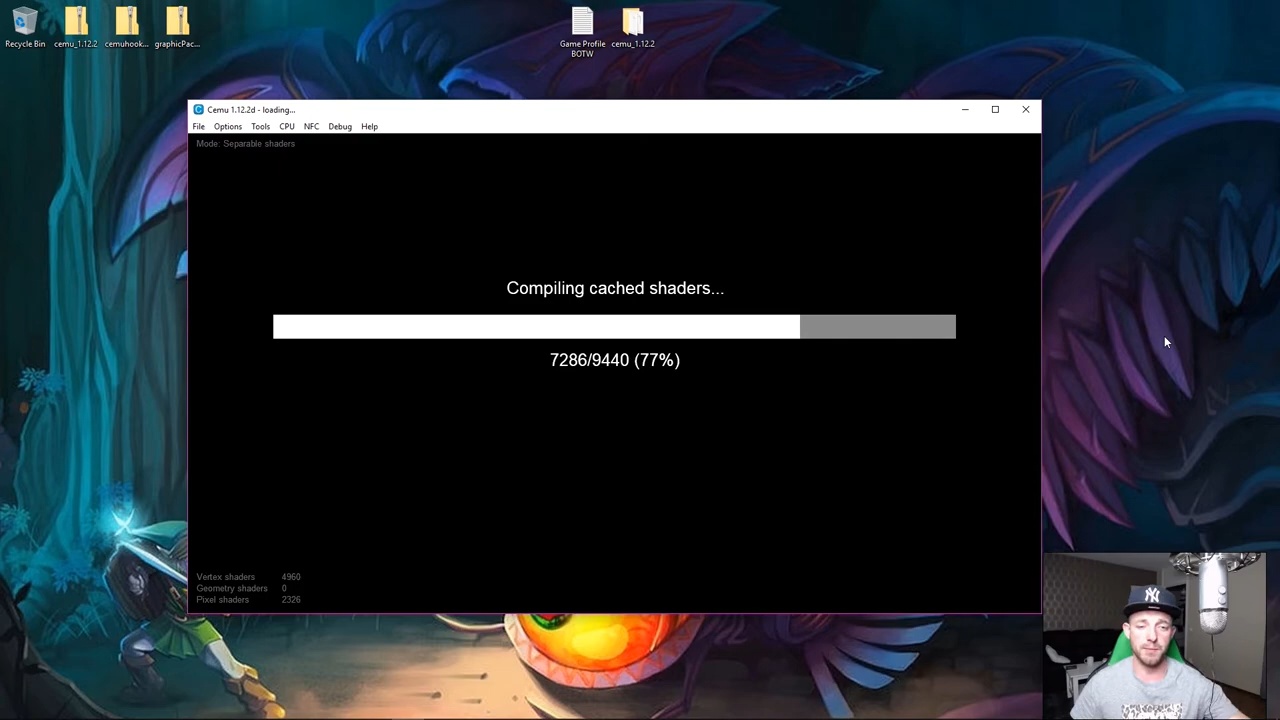 Recycle Bin
cemu_1.12.2
cemuhook...
graphicPac...
Game Profile
BOTW
cemu_1.12.2
Cemu 1.12.2d - loading...
File Options Tools CPU NFC Debug Help
Mode: Separable shaders
Compiling cached shaders...
7286/9440 (77%)
Vertex shaders 4960
Geometry shaders 0
Pixel shaders 2326
NY